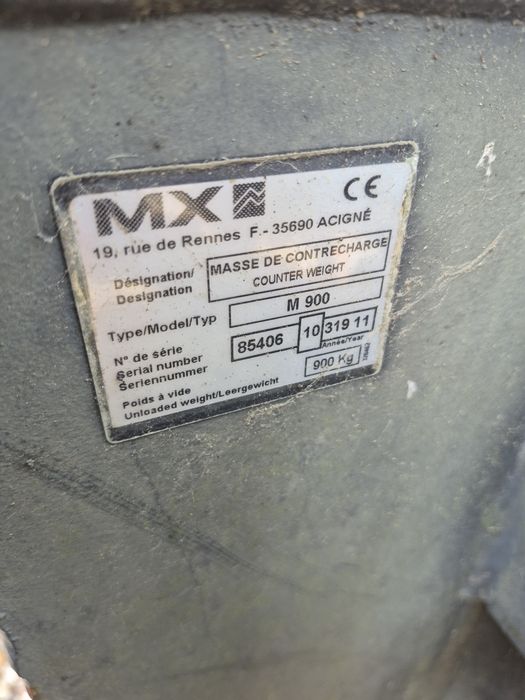 MX CE
19, rue de Rennes F.- 35690 ACIGNÉ
Désignation/ MASSE DE CONTRECHARGE
Designation COUNTER WEIGHT
Type/Model/Typ M 900
N° de série
Serial number 85406 10 319 11
Seriennummer Année/Year
Poids à vide 900 Kg
Unloaded weight/Leergewicht